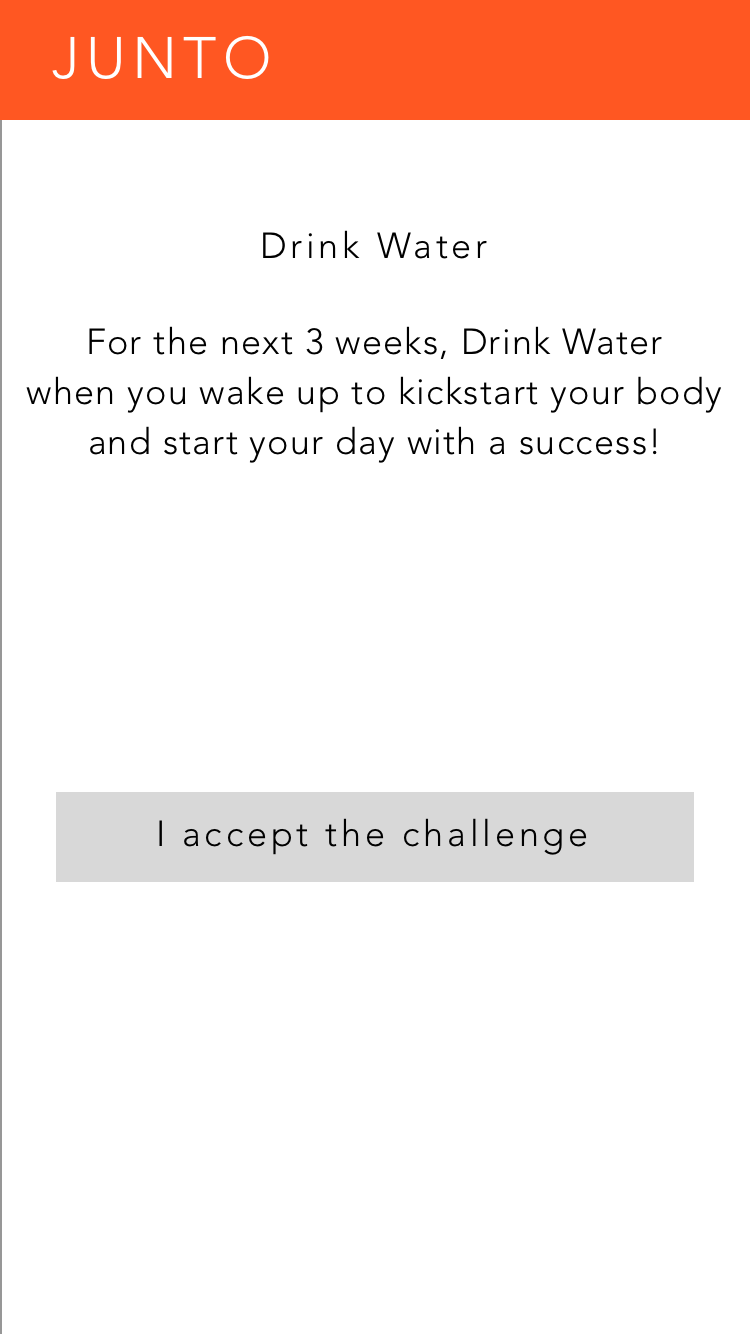 JUNTO
Drink Water
For the next 3 weeks, Drink Water
when you wake up to kickstart your body
and start your day with a success!
I accept the challenge